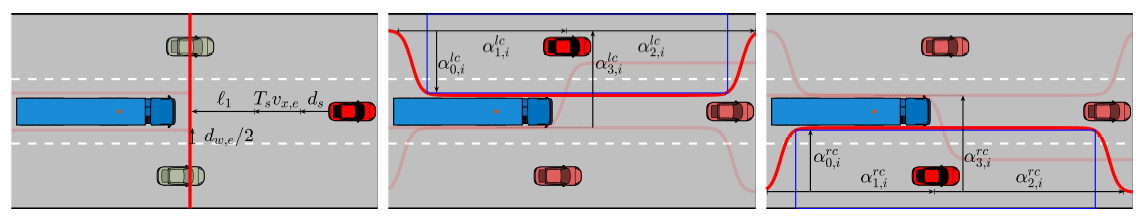 ℓ₁ T_s v_{x,e} d_s
d_{w,e}/2
α^{lc}_{1,i} α^{lc}_{2,i}
α^{lc}_{0,i} α^{lc}_{3,i}
α^{rc}_{0,i} α^{rc}_{3,i}
α^{rc}_{1,i} α^{rc}_{2,i}